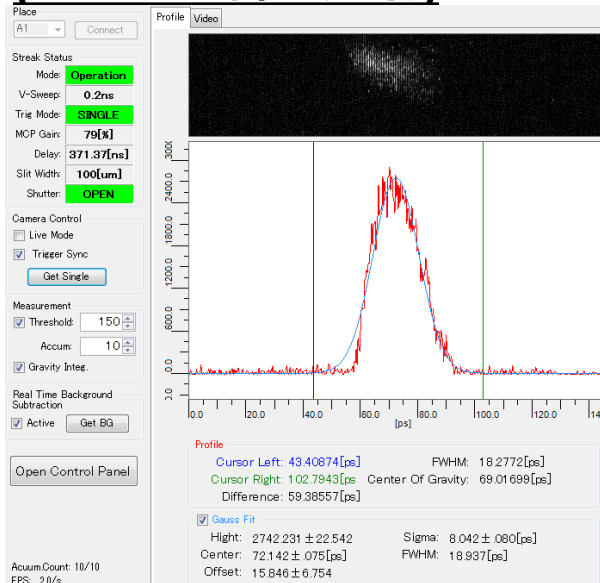 Place
A1
Connect
Streak Status
Mode: Operation
V-Sweep: 0.2ns
Trig Mode: SINGLE
MCP Gain: 79[%]
Delay: 371.37[ns]
Slit Width: 100[um]
Shutter: OPEN
Camera Control
Live Mode
Trigger Sync
Get Single
Measurement
Threshold: 150
Accum: 10
Gravity Integ.
Real Time Background
Subtraction
Active
Get BG
Open Control Panel
Acuum.Count: 10/10
FPS: 2.0/s
Profile
Video
2400.0
1800.0
1200.0
600.0
0.0
0.0
20.0
40.0
60.0
80.0
100.0
120.0
[ps]
Profile
Cursor Left: 43.40874[ps] FWHM: 18.2772[ps]
Cursor Right: 102.7943[ps Center Of Gravity: 69.01699[ps]
Difference: 59.38557[ps]
Gauss Fit
Hight: 2742.231±22.542 Sigma: 8.042±.080[ps]
Center: 72.142±.075[ps] FWHM: 18.937[ps]
Offset: 15.846±6.754